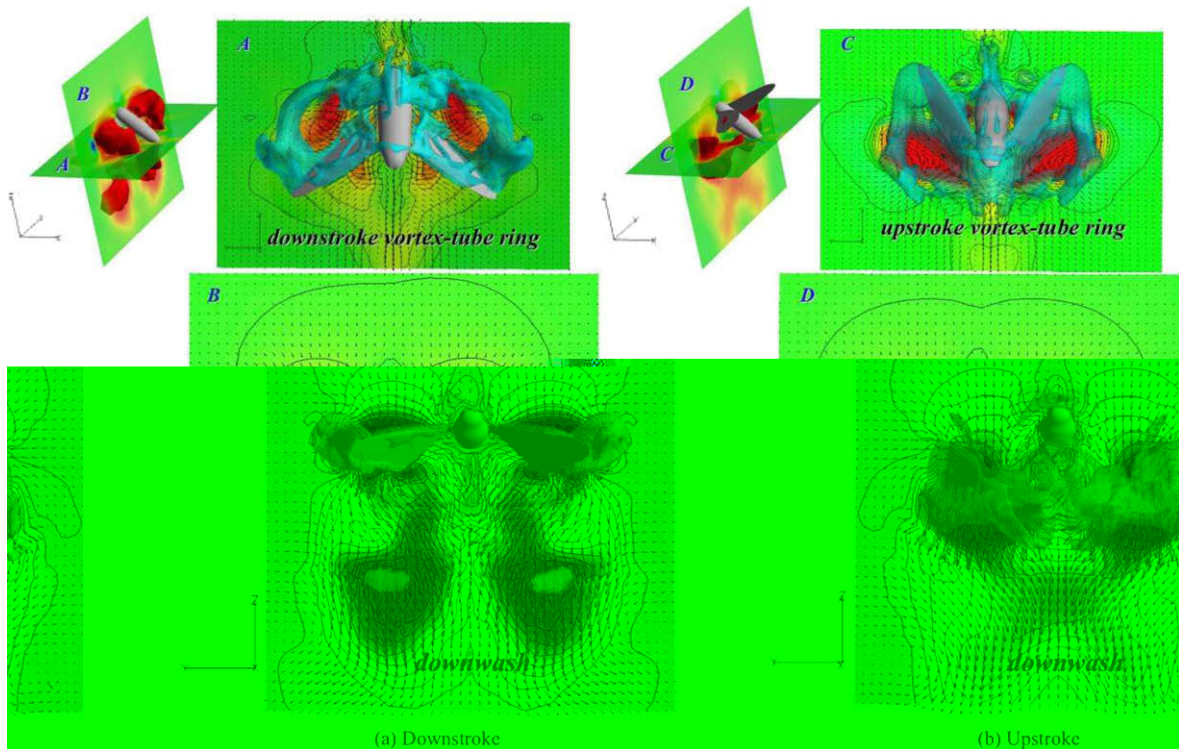 A
B
A
downstroke vortex-tube ring
C
D
C
upstroke vortex-tube ring
B
D
Z
Y
Z
Y
downwash
downwash
(a) Downstroke
(b) Upstroke